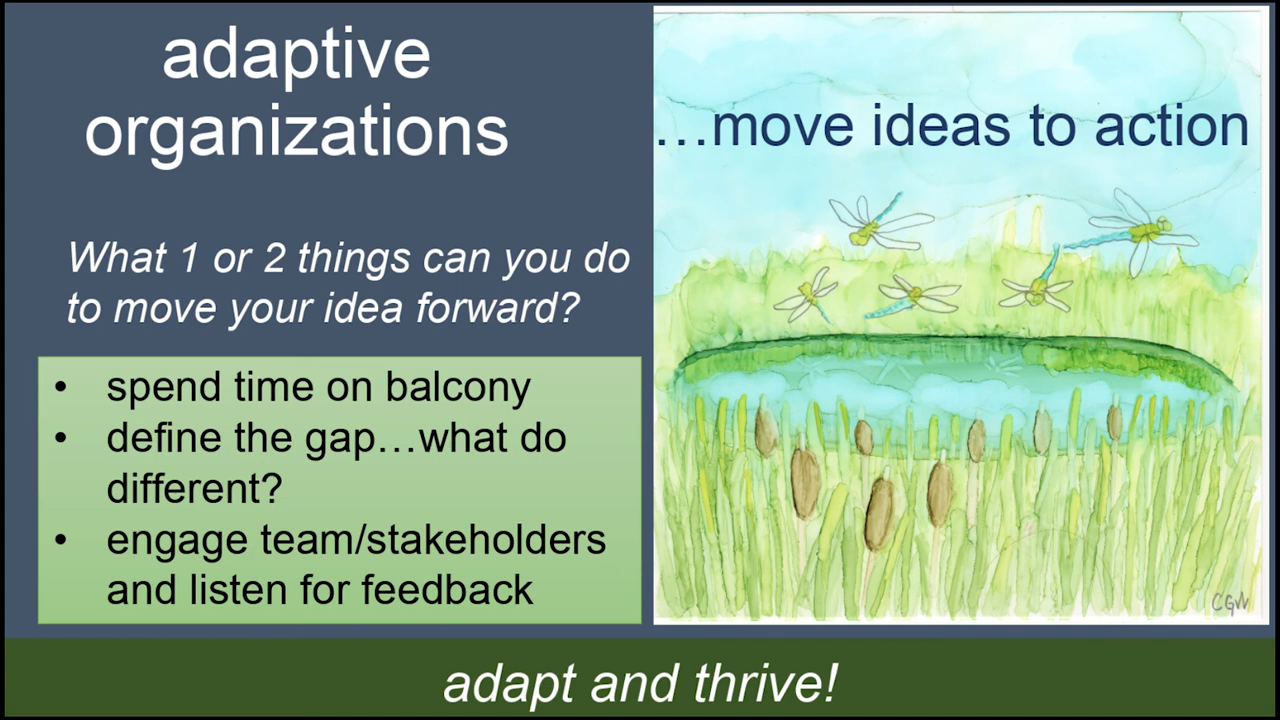 adaptive
organizations
…move ideas to action
What 1 or 2 things can you do
to move your idea forward?
• spend time on balcony
• define the gap…what do
different?
• engage team/stakeholders
and listen for feedback
CGW
adapt and thrive!